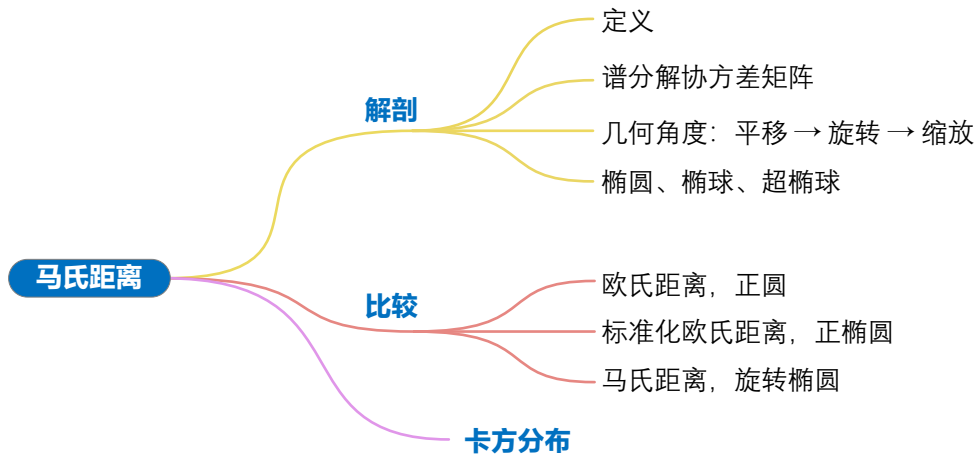 马氏距离
解剖
定义
谱分解协方差矩阵
几何角度：平移 → 旋转 → 缩放
椭圆、椭球、超椭球
比较
欧氏距离，正圆
标准化欧氏距离，正椭圆
马氏距离，旋转椭圆
卡方分布